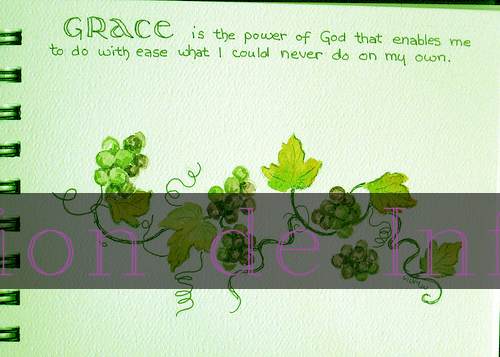 GRACE is the power of God that enables me
to do with ease what I could never do on my own.
ion de In